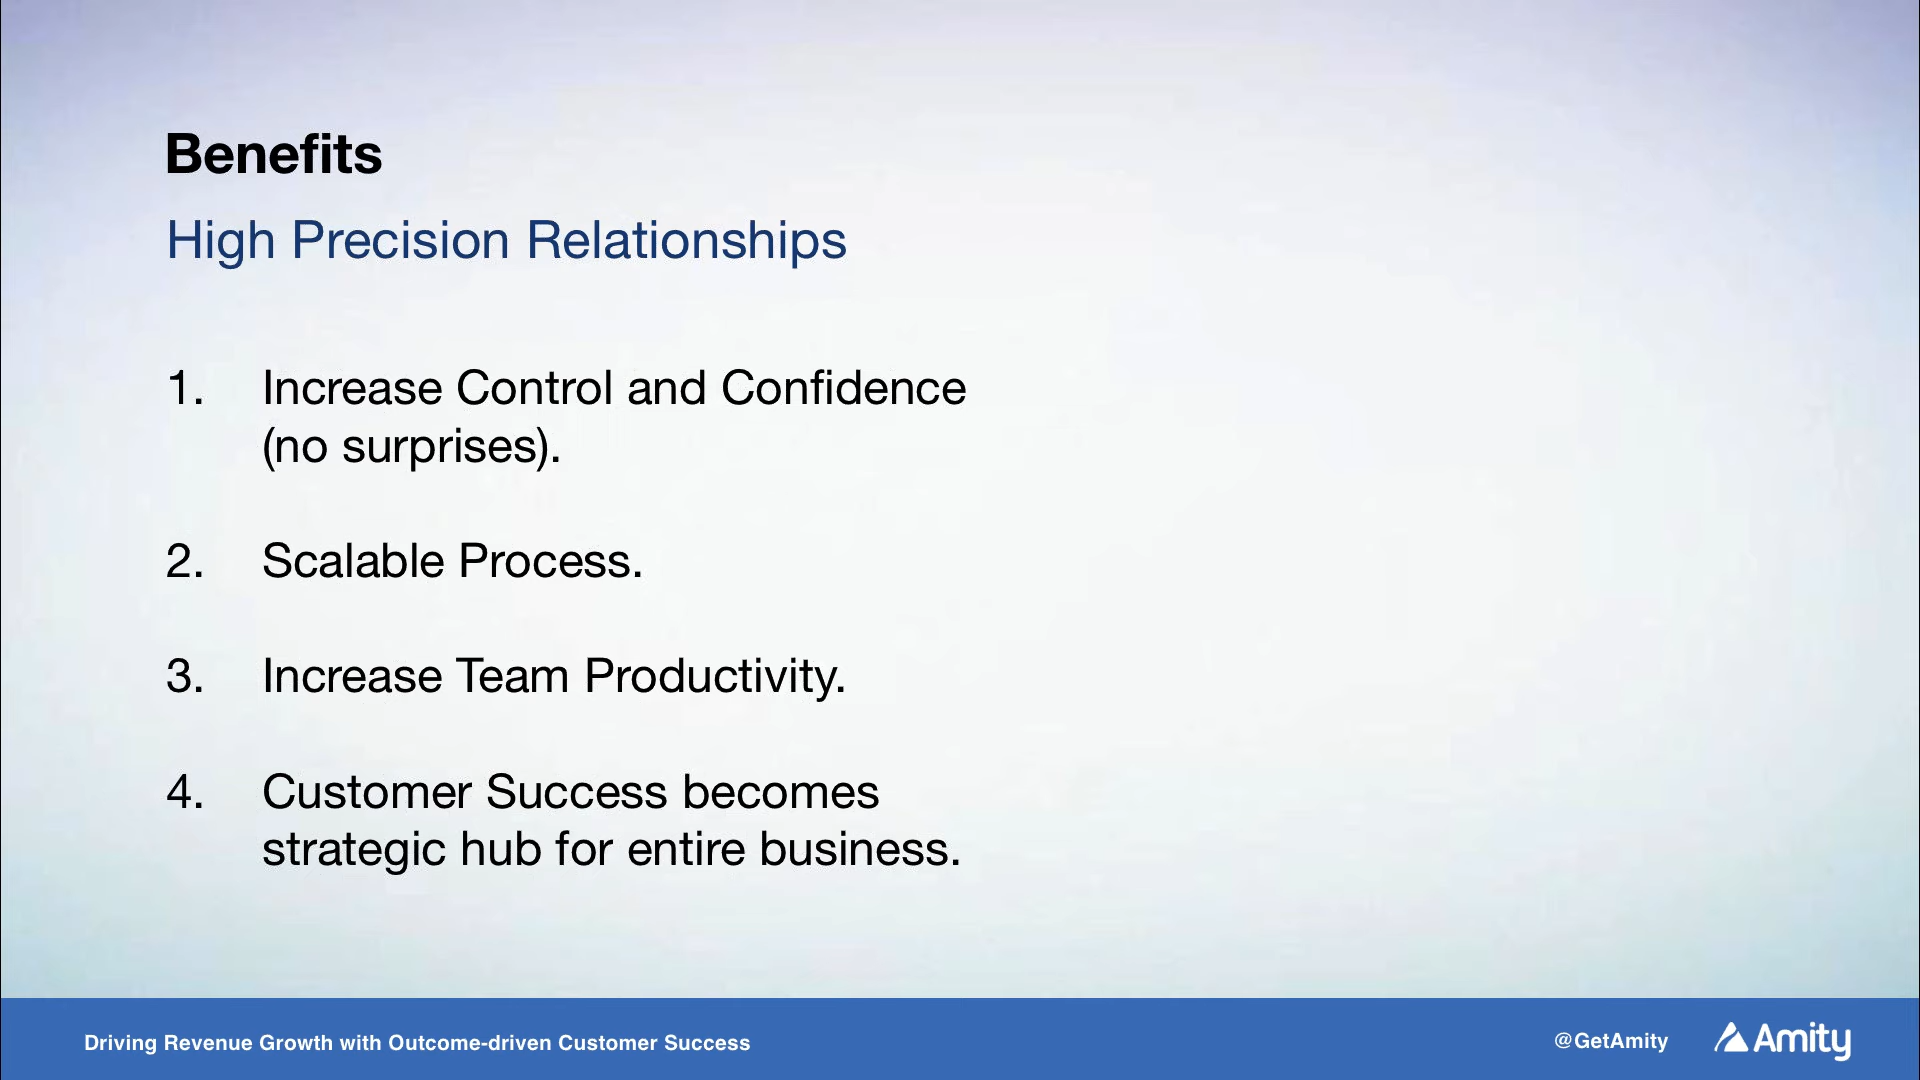 Benefits
High Precision Relationships
1. Increase Control and Confidence
(no surprises).
2. Scalable Process.
3. Increase Team Productivity.
4. Customer Success becomes
strategic hub for entire business.
Driving Revenue Growth with Outcome-driven Customer Success
@GetAmity
Amity